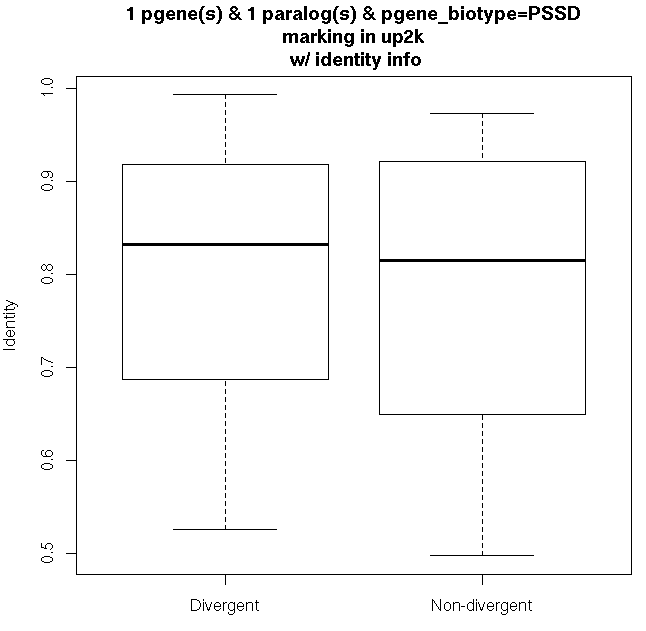 1 pgene(s) & 1 paralog(s) & pgene_biotype=PSSD
marking in up2k
w/ identity info
1.0
0.9
0.8
0.7
0.6
0.5
Identity
Divergent
Non-divergent